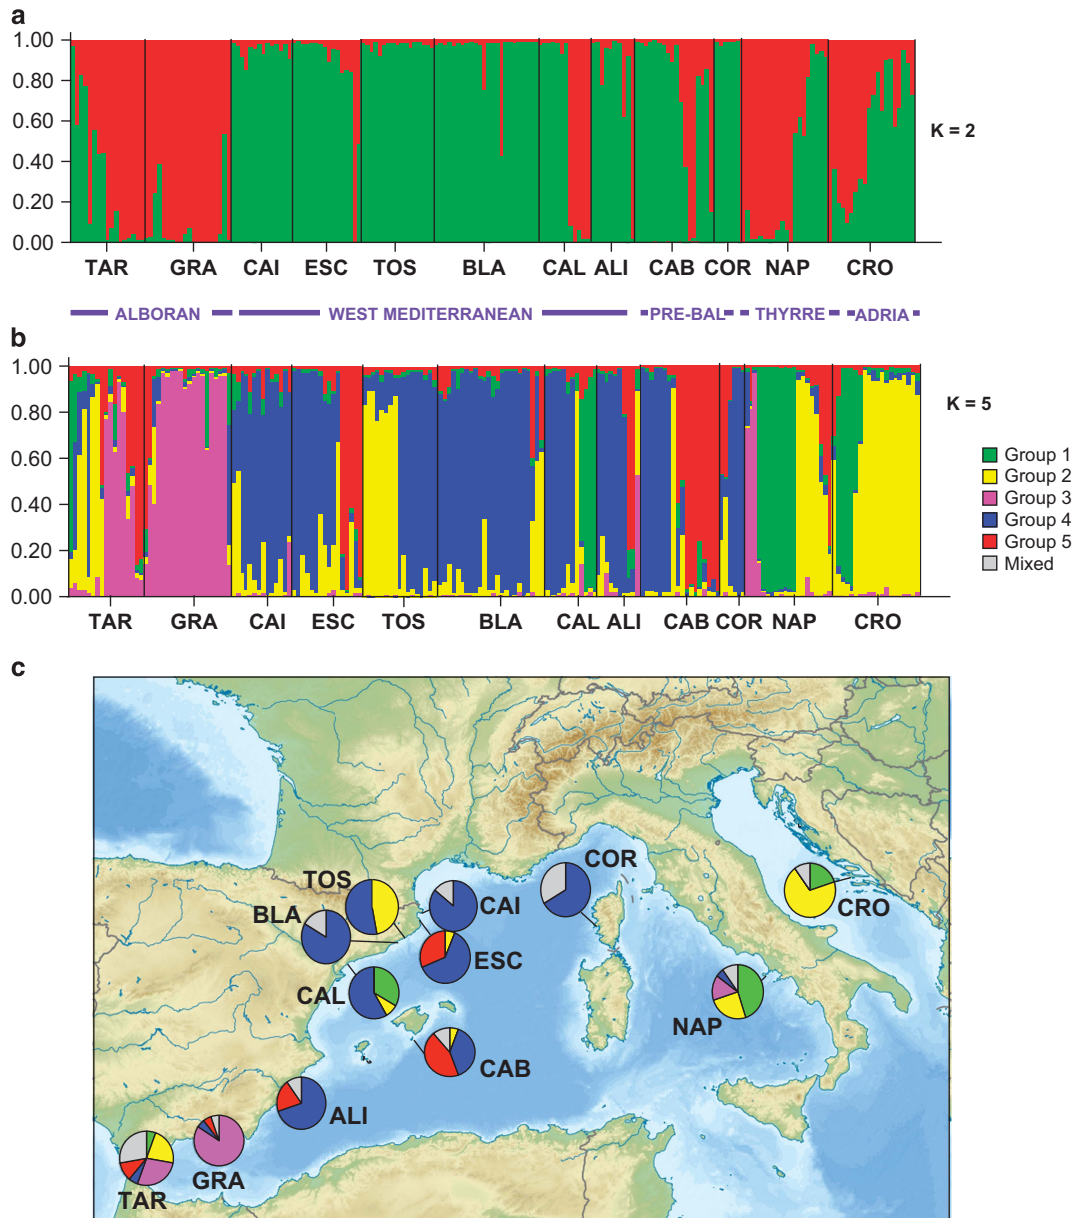 a
1.00
0.80
0.60
0.40
0.20
0.00
K = 2
TAR GRA CAI ESC TOS BLA CAL ALI CAB COR NAP CRO
ALBORAN WEST MEDITERRANEAN PRE-BAL THYRRE ADRIA
b
1.00
0.80
0.60
0.40
0.20
0.00
K = 5
Group 1
Group 2
Group 3
Group 4
Group 5
Mixed
TAR GRA CAI ESC TOS BLA CAL ALI CAB COR NAP CRO
c
COR
TOS
CAI
BLA
CRO
ESC
CAL
NAP
CAB
ALI
GRA
TAR